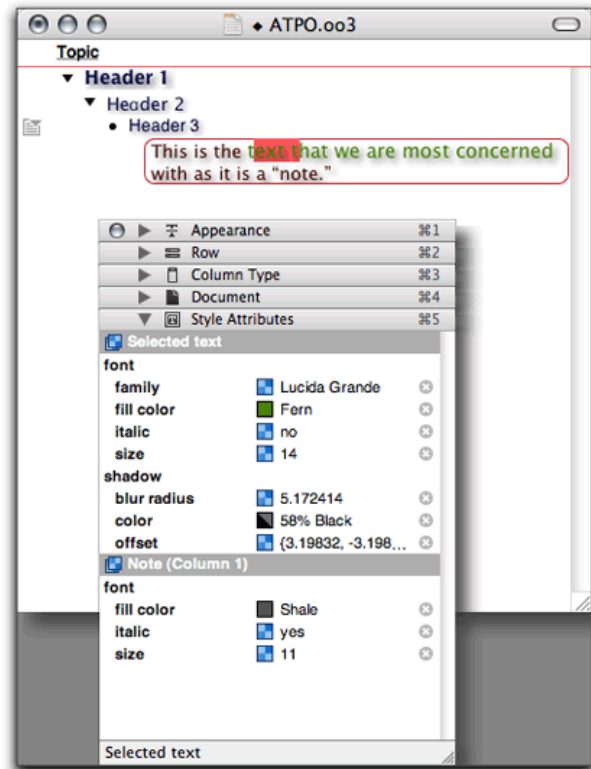 ◆ ATPO.oo3
Topic
Header 1
Header 2
• Header 3
This is the text that we are most concerned
with as it is a “note.”
Appearance ⌘1
Row ⌘2
Column Type ⌘3
Document ⌘4
Style Attributes ⌘5
Selected text
font
family Lucida Grande
fill color Fern
italic no
size 14
shadow
blur radius 5.172414
color 58% Black
offset {3.19832, -3.198...
Note (Column 1)
font
fill color Shale
italic yes
size 11
Selected text